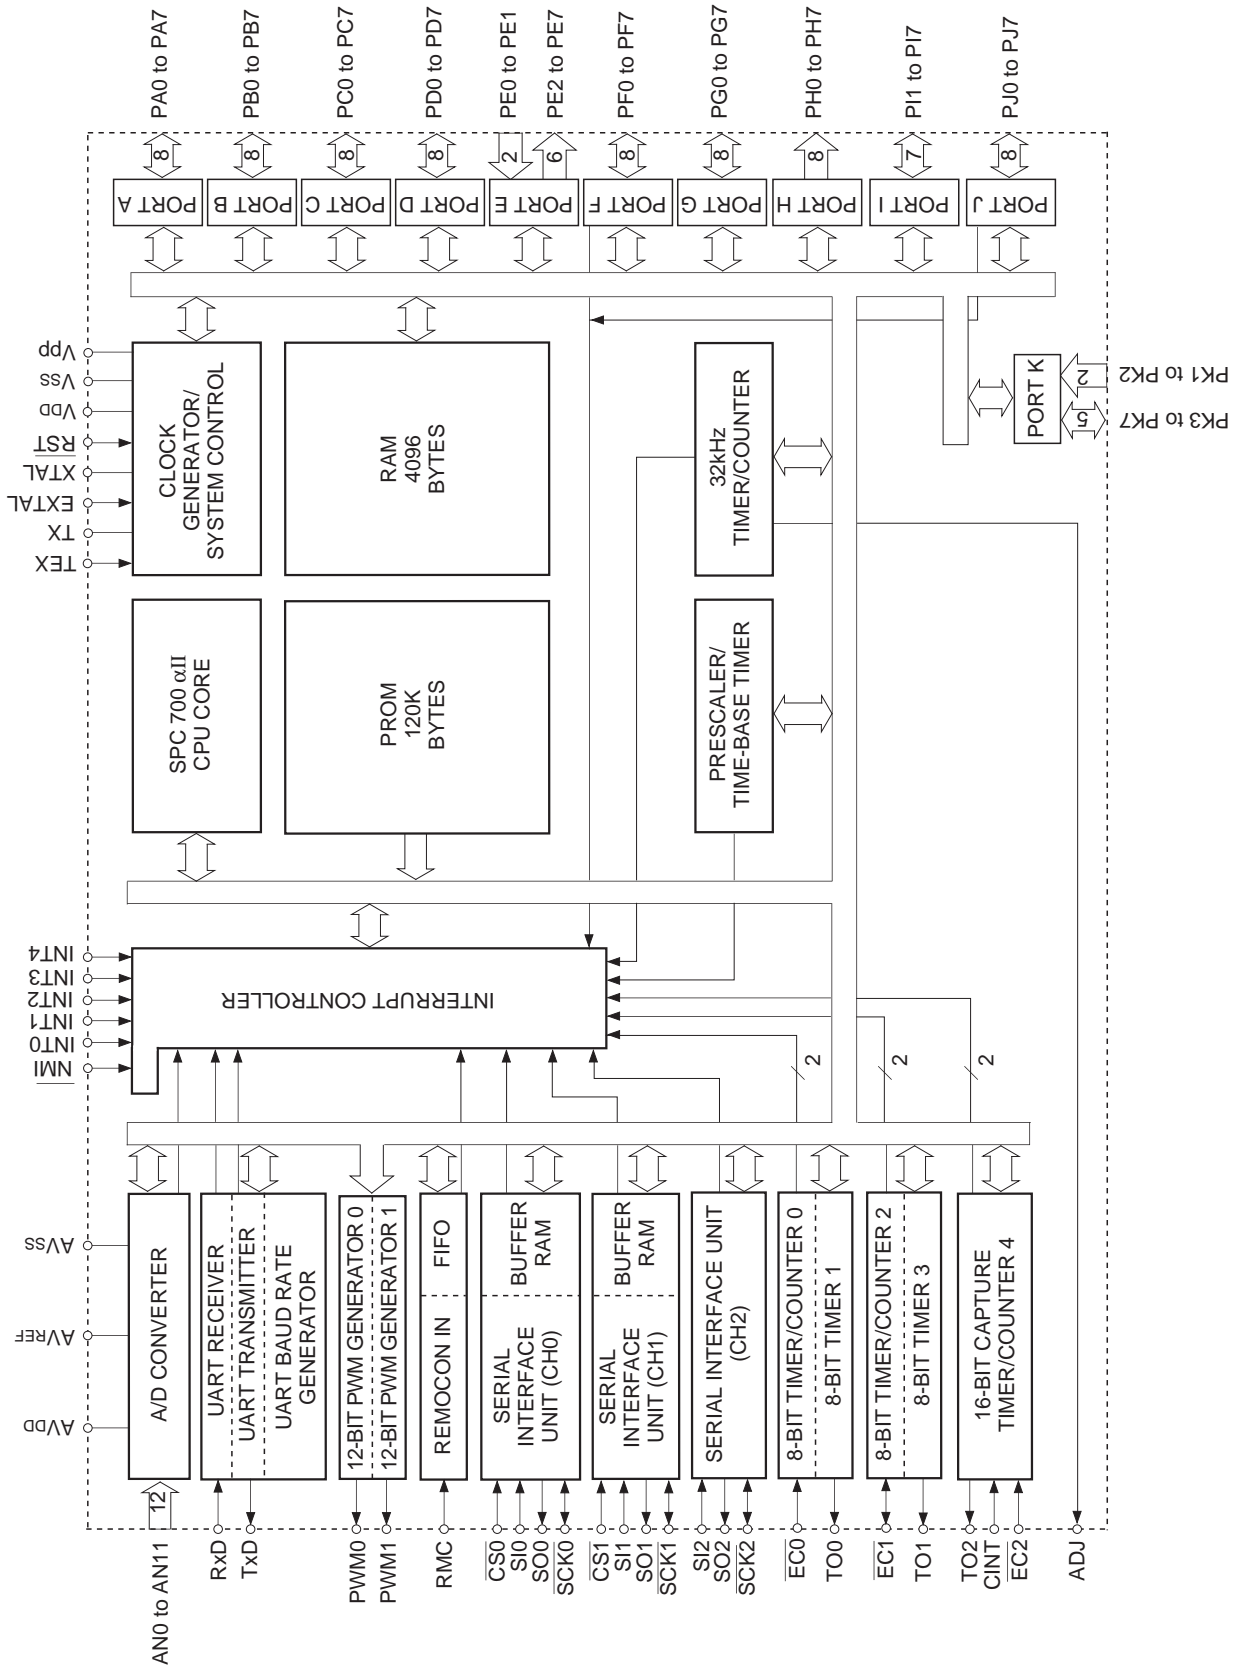 PA0 to PA7
PB0 to PB7
PC0 to PC7
PD0 to PD7
PE0 to PE1
PE2 to PE7
PF0 to PF7
PG0 to PG7
PH0 to PH7
PI1 to PI7
PJ0 to PJ7
8
8
8
8
2
6
8
8
8
7
8
PORT A
PORT B
PORT C
PORT D
PORT E
PORT F
PORT G
PORT H
PORT I
PORT J
Vpp
Vss
VDD
RST
XTAL
EXTAL
TX
TEX
CLOCK
GENERATOR/
SYSTEM CONTROL
RAM
4096
BYTES
32kHz
TIMER/COUNTER
PORT K
2
5
PK1 to PK2
PK3 to PK7
SPC 700 αII
CPU CORE
PROM
120K
BYTES
PRESCALER/
TIME-BASE TIMER
INT4
INT3
INT2
INT1
INT0
NMI
INTERRUPT CONTROLLER
2
2
2
AVss
AVREF
AVDD
A/D CONVERTER
UART RECEIVER
UART TRANSMITTER
UART BAUD RATE
GENERATOR
12-BIT PWM GENERATOR 0
12-BIT PWM GENERATOR 1
REMOCON IN
FIFO
SERIAL
INTERFACE
UNIT (CH0)
BUFFER
RAM
SERIAL
INTERFACE
UNIT (CH1)
BUFFER
RAM
SERIAL INTERFACE UNIT
(CH2)
8-BIT TIMER/COUNTER 0
8-BIT TIMER 1
8-BIT TIMER/COUNTER 2
8-BIT TIMER 3
16-BIT CAPTURE
TIMER/COUNTER 4
12
AN0 to AN11
RxD
TxD
PWM0
PWM1
RMC
CS0
SI0
SO0
SCK0
CS1
SI1
SO1
SCK1
SI2
SO2
SCK2
EC0
TO0
EC1
TO1
TO2
CINT
EC2
ADJ